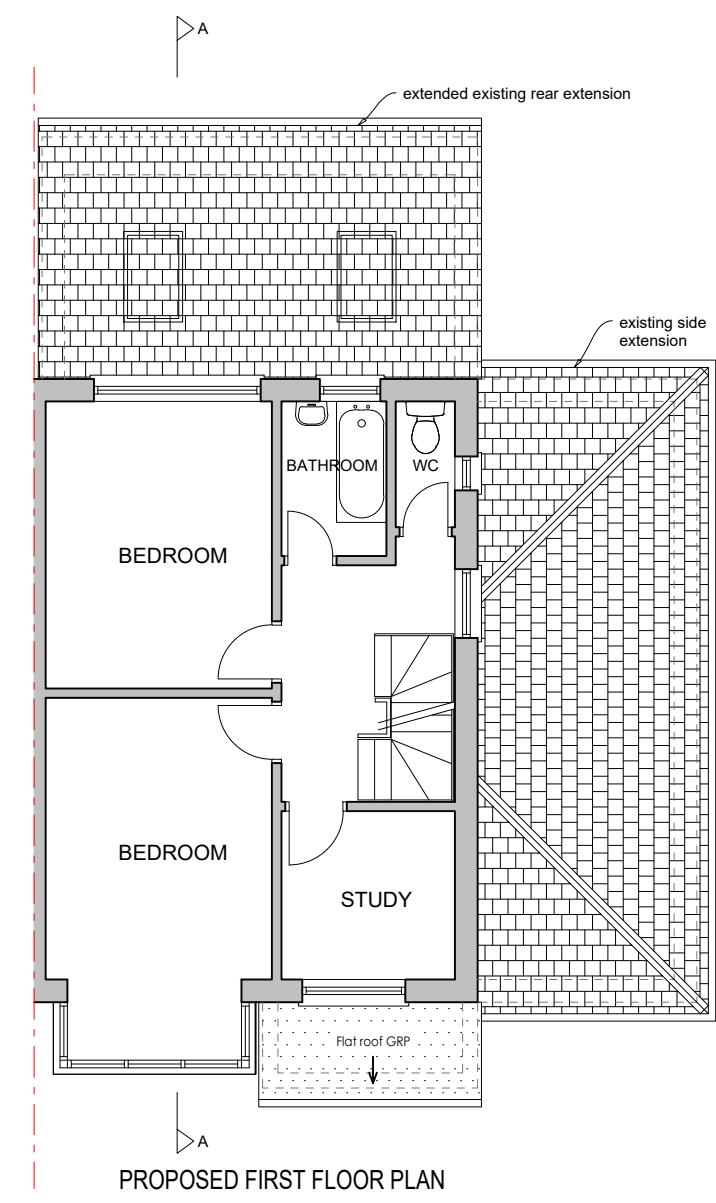 A
extended existing rear extension
existing side
extension
BATHROOM
WC
BEDROOM
BEDROOM
STUDY
Flat roof GRP
A
PROPOSED FIRST FLOOR PLAN